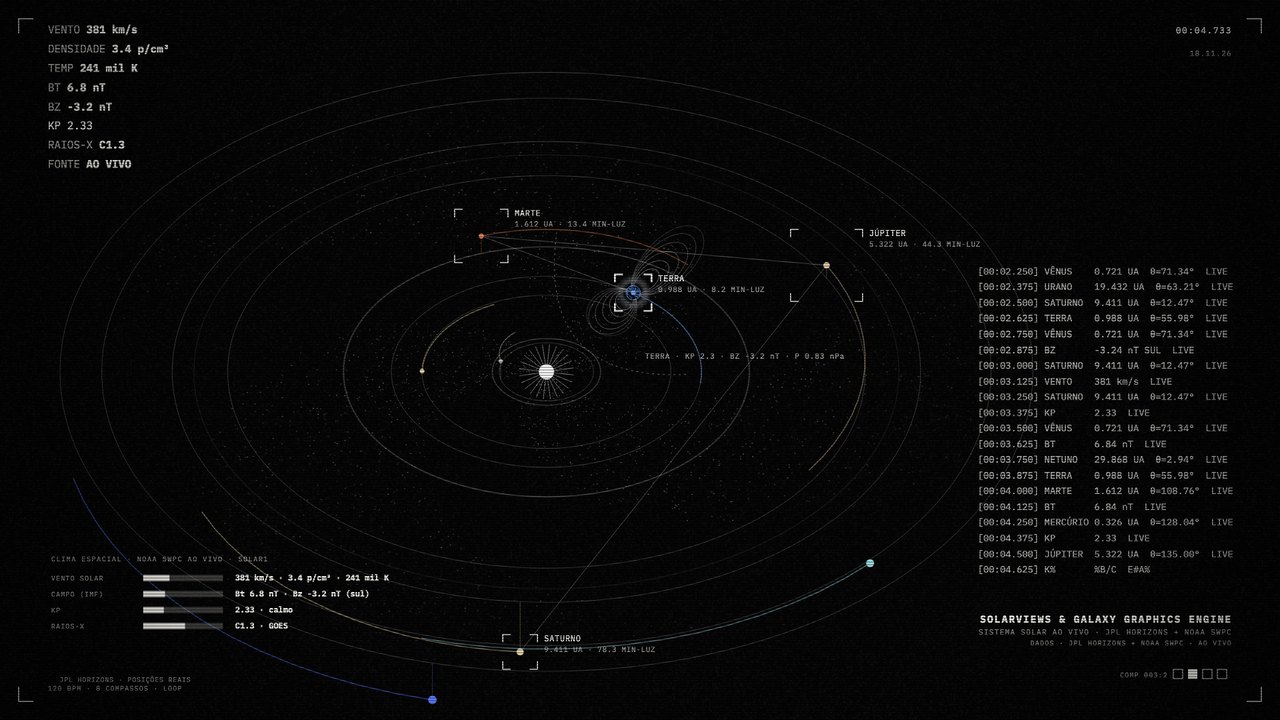 VENTO 381 km/s
DENSIDADE 3.4 p/cm³
TEMP 241 mil K
BT 6.8 nT
BZ -3.2 nT
KP 2.33
RAIOS-X C1.3
FONTE AO VIVO
00:04.733
18.11.26
MARTE
1.612 UA · 13.4 MIN-LUZ
JÚPITER
5.322 UA · 44.3 MIN-LUZ
TERRA
0.988 UA · 8.2 MIN-LUZ
TERRA · KP 2.3 · BZ -3.2 nT · P 0.83 nPa
[00:02.250] VÊNUS 0.721 UA θ=71.34° LIVE
[00:02.375] URANO 19.432 UA θ=63.21° LIVE
[00:02.500] SATURNO 9.411 UA θ=12.47° LIVE
[00:02.625] TERRA 0.988 UA θ=55.98° LIVE
[00:02.750] VÊNUS 0.721 UA θ=71.34° LIVE
[00:02.875] BZ -3.24 nT SUL LIVE
[00:03.000] SATURNO 9.411 UA θ=12.47° LIVE
[00:03.125] VENTO 381 km/s LIVE
[00:03.250] SATURNO 9.411 UA θ=12.47° LIVE
[00:03.375] KP 2.33 LIVE
[00:03.500] VÊNUS 0.721 UA θ=71.34° LIVE
[00:03.625] BT 6.84 nT LIVE
[00:03.750] NETUNO 29.868 UA θ=2.94° LIVE
[00:03.875] TERRA 0.988 UA θ=55.98° LIVE
[00:04.000] MARTE 1.612 UA θ=108.76° LIVE
[00:04.125] BT 6.84 nT LIVE
[00:04.250] MERCÚRIO 0.326 UA θ=128.04° LIVE
[00:04.375] KP 2.33 LIVE
[00:04.500] JÚPITER 5.322 UA θ=135.00° LIVE
[00:04.625] K% %B/C E#A%
CLIMA ESPACIAL · NOAA SWPC AO VIVO · SOLAR1
VENTO SOLAR 381 km/s · 3.4 p/cm³ · 241 mil K
CAMPO (IMF) Bt 6.8 nT · Bz -3.2 nT (sul)
KP 2.33 · calmo
RAIOS-X C1.3 · GOES
SATURNO
9.411 UA · 78.3 MIN-LUZ
SOLARVIEWS & GALAXY GRAPHICS ENGINE
SISTEMA SOLAR AO VIVO · JPL HORIZONS + NOAA SWPC
DADOS · JPL HORIZONS + NOAA SWPC · AO VIVO
JPL HORIZONS · POSIÇÕES REAIS
120 BPM · 8 COMPASSOS · LOOP
COMP 003:2